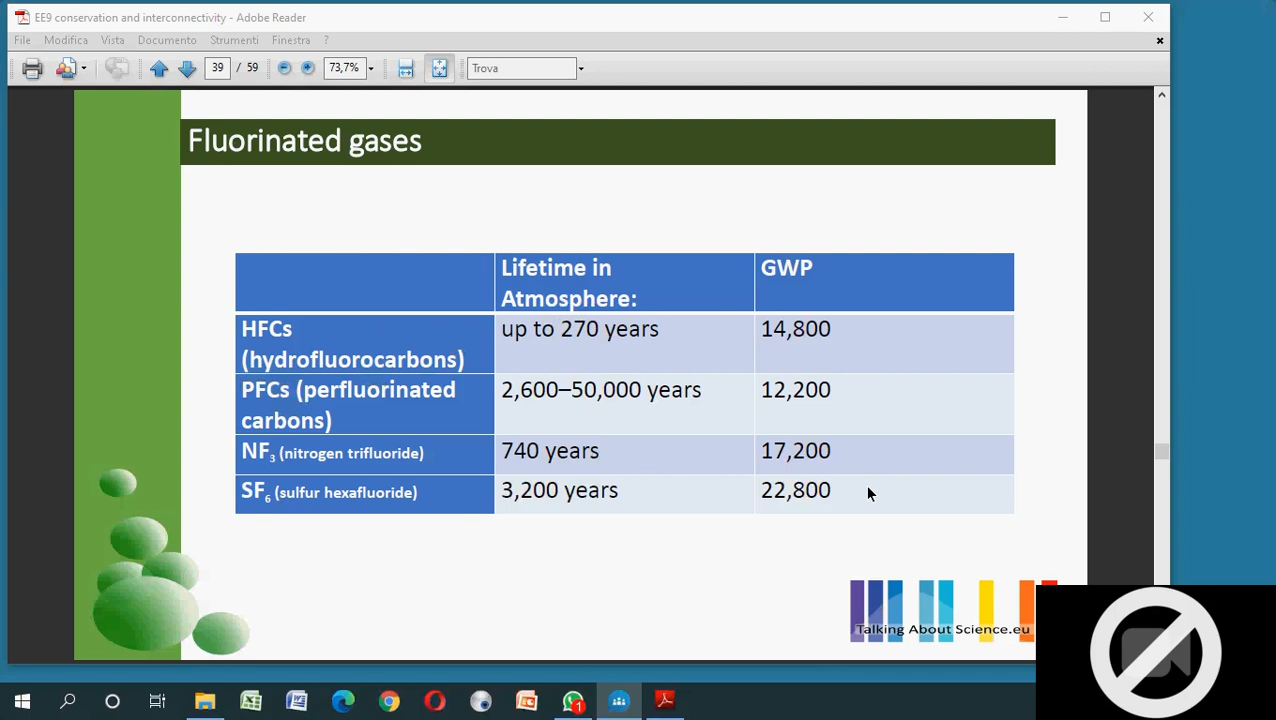 EE9 conservation and interconnectivity - Adobe Reader
File Modifica Vista Documento Strumenti Finestra ?
39 / 59 73,7% Trova
Fluorinated gases
Lifetime in Atmosphere: GWP
HFCs (hydrofluorocarbons) up to 270 years 14,800
PFCs (perfluorinated carbons) 2,600–50,000 years 12,200
NF3 (nitrogen trifluoride) 740 years 17,200
SF6 (sulfur hexafluoride) 3,200 years 22,800
Talking About Science.eu
1